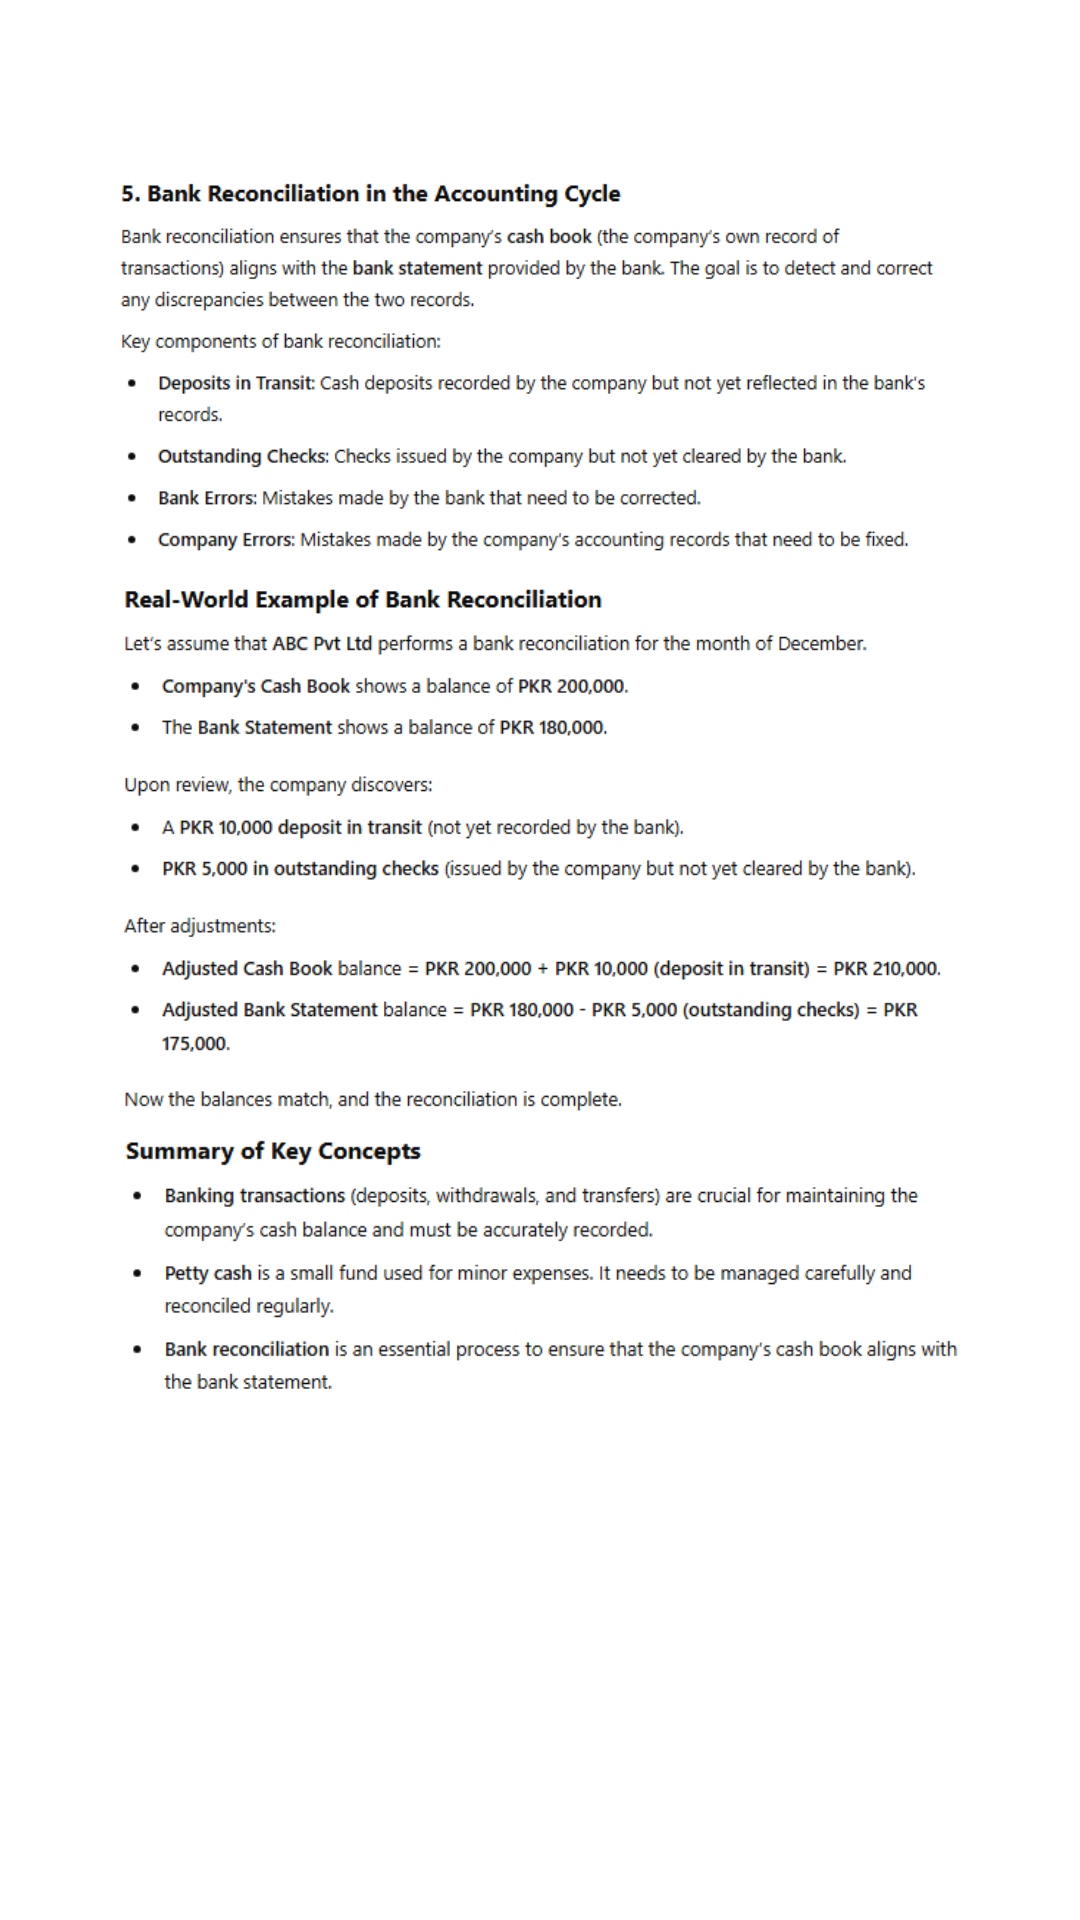 5. Bank Reconciliation in the Accounting Cycle
Bank reconciliation ensures that the company's cash book (the company's own record of
transactions) aligns with the bank statement provided by the bank. The goal is to detect and correct
any discrepancies between the two records.
Key components of bank reconciliation:
• Deposits in Transit: Cash deposits recorded by the company but not yet reflected in the bank's
records.
• Outstanding Checks: Checks issued by the company but not yet cleared by the bank.
• Bank Errors: Mistakes made by the bank that need to be corrected.
• Company Errors: Mistakes made by the company's accounting records that need to be fixed.
Real-World Example of Bank Reconciliation
Let's assume that ABC Pvt Ltd performs a bank reconciliation for the month of December.
• Company's Cash Book shows a balance of PKR 200,000.
• The Bank Statement shows a balance of PKR 180,000.
Upon review, the company discovers:
• A PKR 10,000 deposit in transit (not yet recorded by the bank).
• PKR 5,000 in outstanding checks (issued by the company but not yet cleared by the bank).
After adjustments:
• Adjusted Cash Book balance = PKR 200,000 + PKR 10,000 (deposit in transit) = PKR 210,000.
• Adjusted Bank Statement balance = PKR 180,000 - PKR 5,000 (outstanding checks) = PKR
175,000.
Now the balances match, and the reconciliation is complete.
Summary of Key Concepts
• Banking transactions (deposits, withdrawals, and transfers) are crucial for maintaining the
company's cash balance and must be accurately recorded.
• Petty cash is a small fund used for minor expenses. It needs to be managed carefully and
reconciled regularly.
• Bank reconciliation is an essential process to ensure that the company's cash book aligns with
the bank statement.